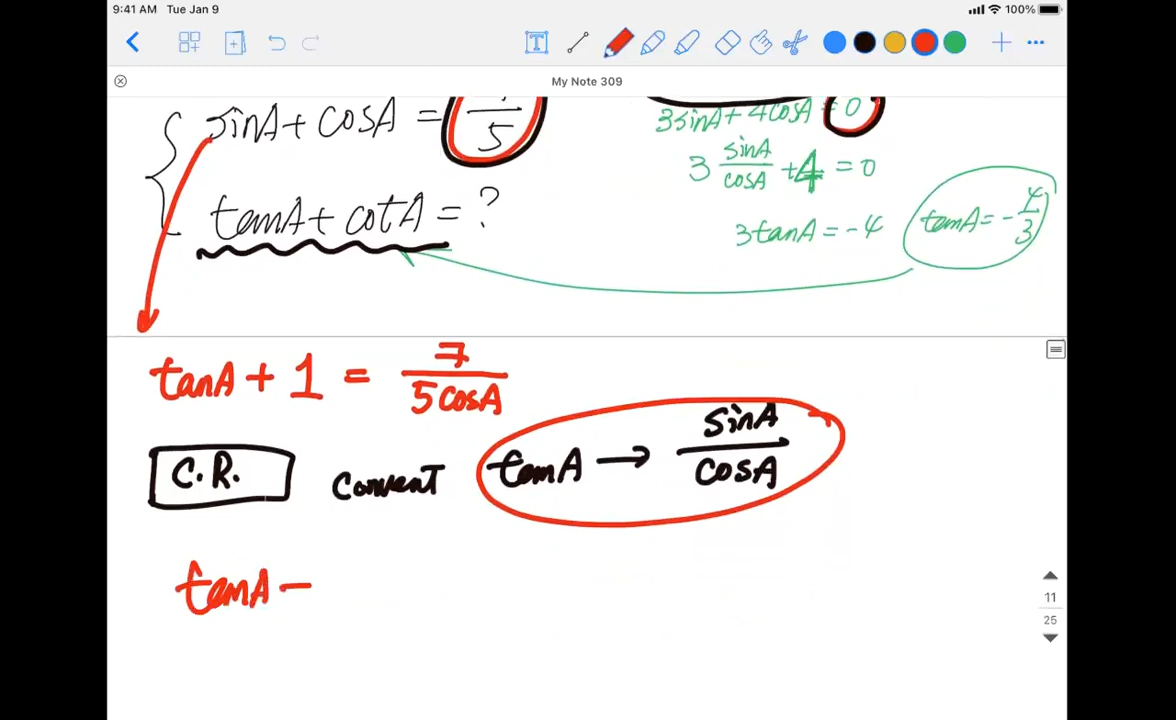 9:41 AM Tue Jan 9
100%
My Note 309
sinA + cosA = /5
3sinA + 4cosA = 0
3 sinA/cosA + 4 = 0
tanA + cotA = ?
3tanA = -4
tanA = -4/3
tanA + 1 = 7/5cosA
C.R. convent tanA → sinA/cosA
tanA -
11
25